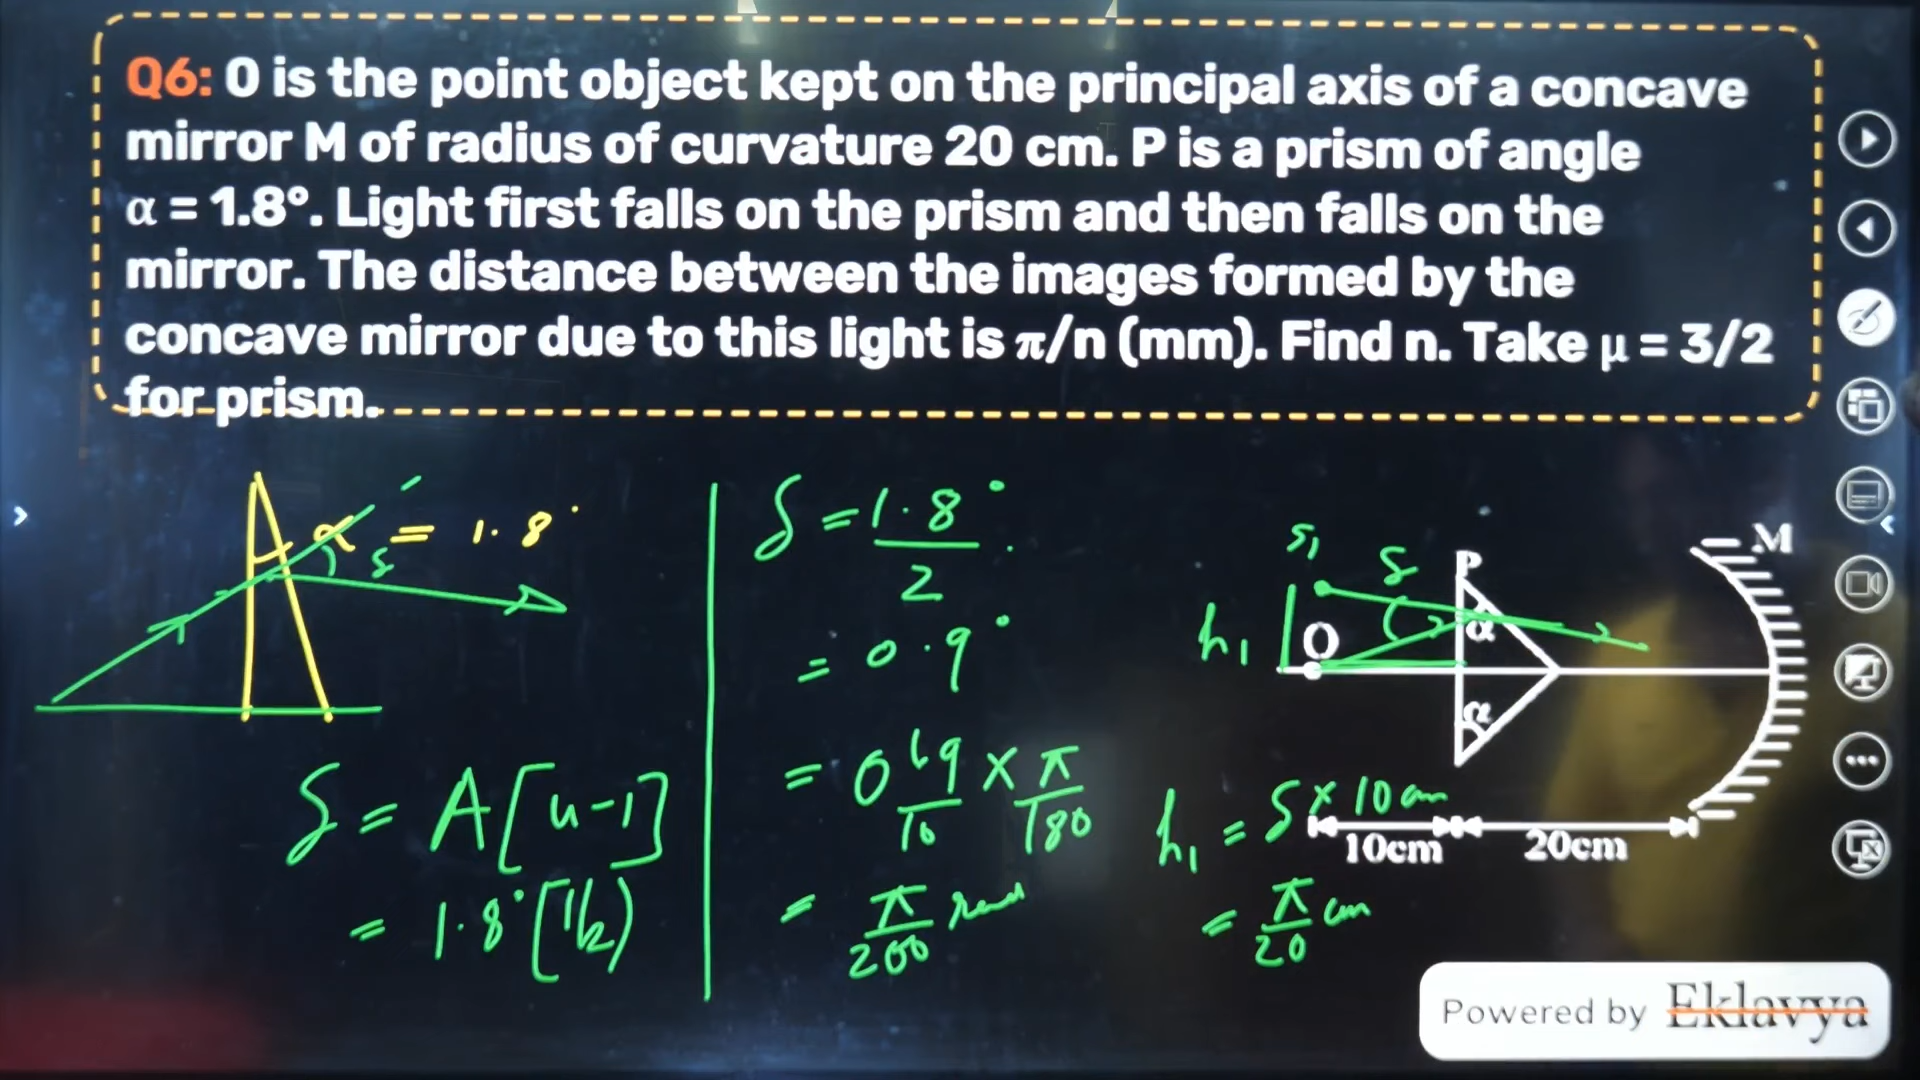 Q6: O is the point object kept on the principal axis of a concave
mirror M of radius of curvature 20 cm. P is a prism of angle
α = 1.8°. Light first falls on the prism and then falls on the
mirror. The distance between the images formed by the
concave mirror due to this light is π/n (mm). Find n. Take μ = 3/2
for prism.
α = 1.8°
δ
δ = A[u-1]
= 1.8°[1/2]
δ = 1.8°/2
= 0.9°
= 09/10 × π/180
= π/200 rad
S₁
δ
P
M
h₁
O
α
α
h₁ = δ × 10 cm
10cm
20cm
= π/20 cm
Powered by Eklavya